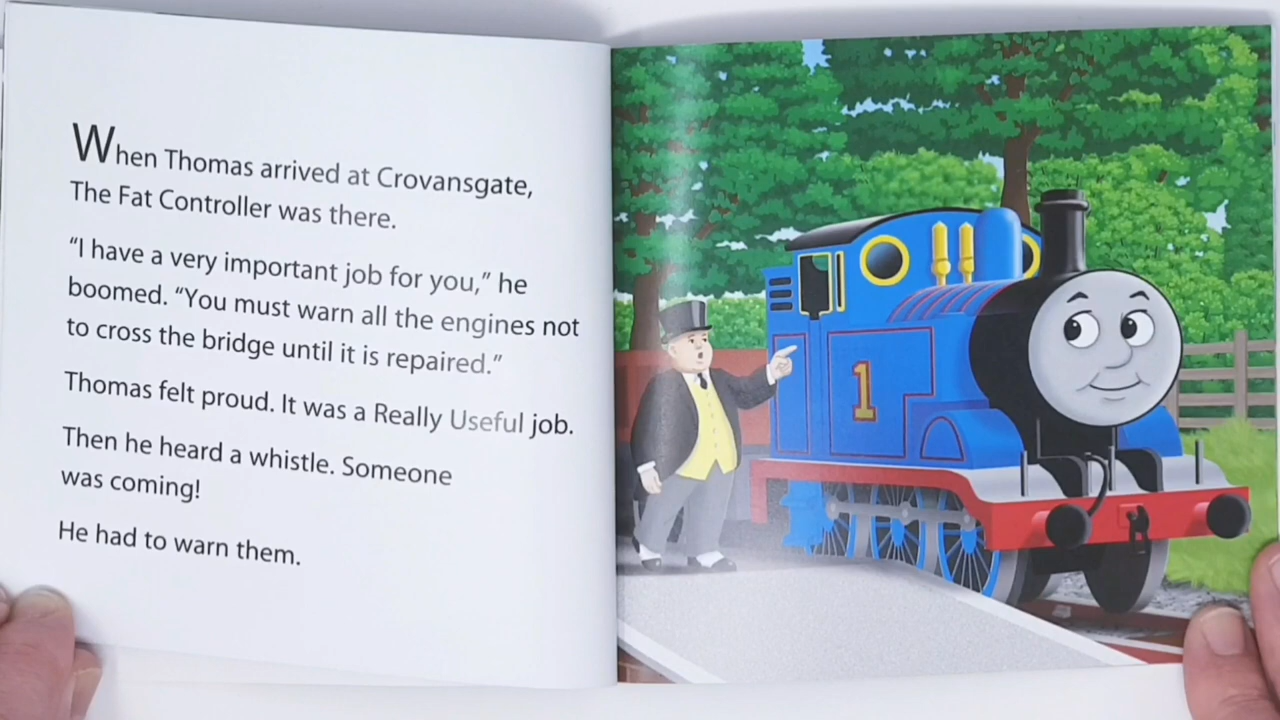 When Thomas arrived at Crovansgate,
The Fat Controller was there.
“I have a very important job for you,” he
boomed. “You must warn all the engines not
to cross the bridge until it is repaired.”
Thomas felt proud. It was a Really Useful job.
Then he heard a whistle. Someone
was coming!
He had to warn them.
1